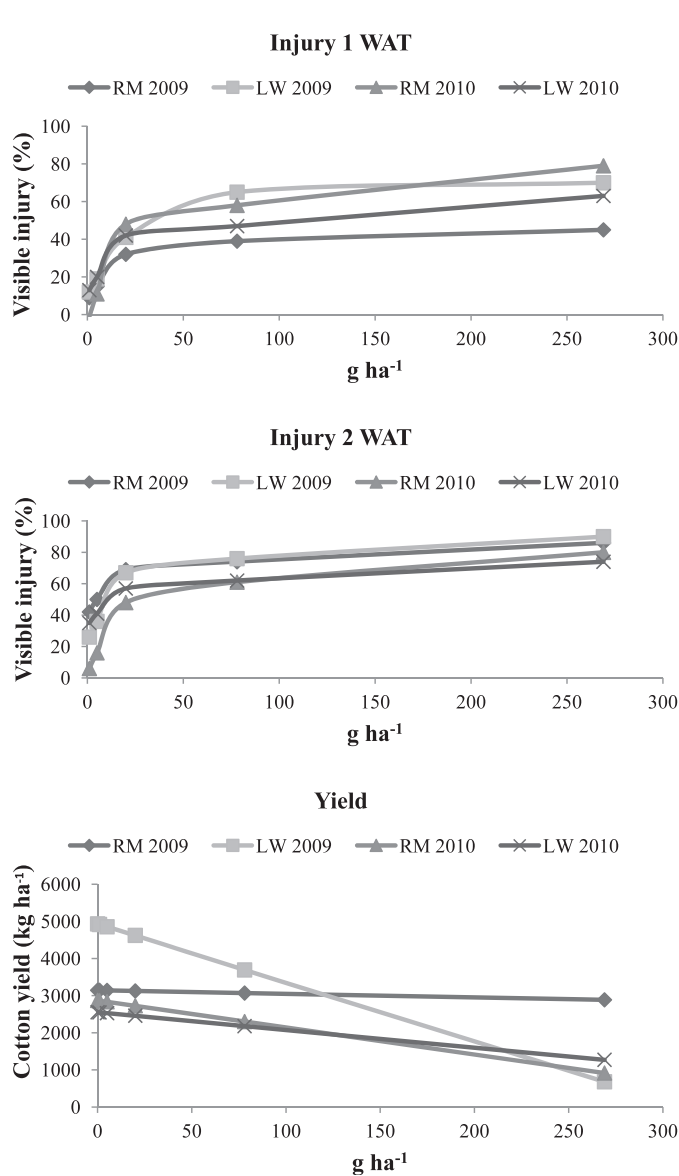 Injury 1 WAT
RM 2009 LW 2009 RM 2010 LW 2010
Visible injury (%)
100
80
60
40
20
0
0 50 100 150 200 250 300
g ha-1
Injury 2 WAT
RM 2009 LW 2009 RM 2010 LW 2010
Visible injury (%)
100
80
60
40
20
0
0 50 100 150 200 250 300
g ha-1
Yield
RM 2009 LW 2009 RM 2010 LW 2010
Cotton yield (kg ha-1)
6000
5000
4000
3000
2000
1000
0
0 50 100 150 200 250 300
g ha-1